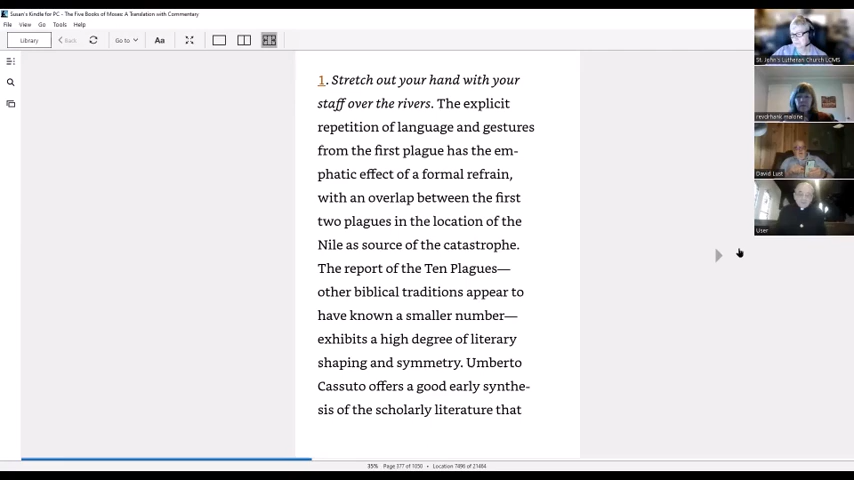 Susan's Kindle for PC - The Five Books of Moses: A Translation with Commentary
File View Go Tools Help
Library Back Go to Aa
1. Stretch out your hand with your
staff over the rivers. The explicit
repetition of language and gestures
from the first plague has the em-
phatic effect of a formal refrain,
with an overlap between the first
two plagues in the location of the
Nile as source of the catastrophe.
The report of the Ten Plagues—
other biblical traditions appear to
have known a smaller number—
exhibits a high degree of literary
shaping and symmetry. Umberto
Cassuto offers a good early synthe-
sis of the scholarly literature that
35% Page 377 of 1050 • Location 7496 of 21484
St. John's Lutheran Church LCMS
revdrhank malone
David Lust
User